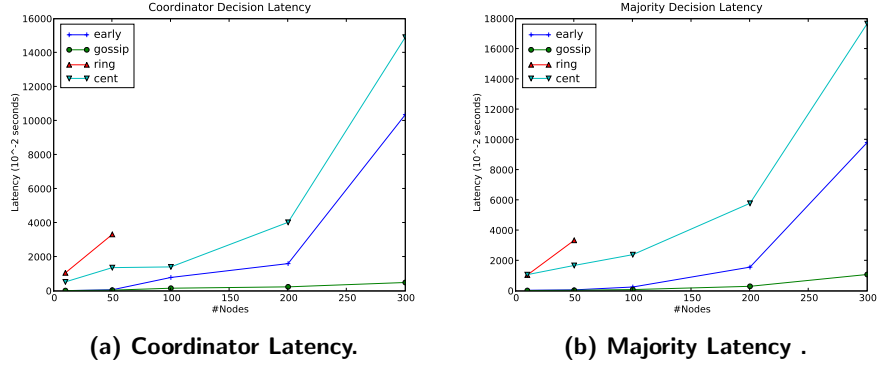 Coordinator Decision Latency
16000
14000
12000
10000
8000
6000
4000
2000
0
Latency (10^-2 seconds)
early
gossip
ring
cent
0 50 100 150 200 250 300
#Nodes
(a) Coordinator Latency.
Majority Decision Latency
18000
16000
14000
12000
10000
8000
6000
4000
2000
0
Latency (10^-2 seconds)
early
gossip
ring
cent
0 50 100 150 200 250 300
#Nodes
(b) Majority Latency .